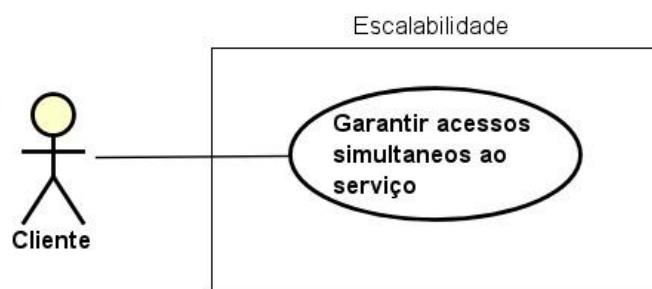 Escalabilidade
Garantir acessos
simultaneos ao
serviço
Cliente